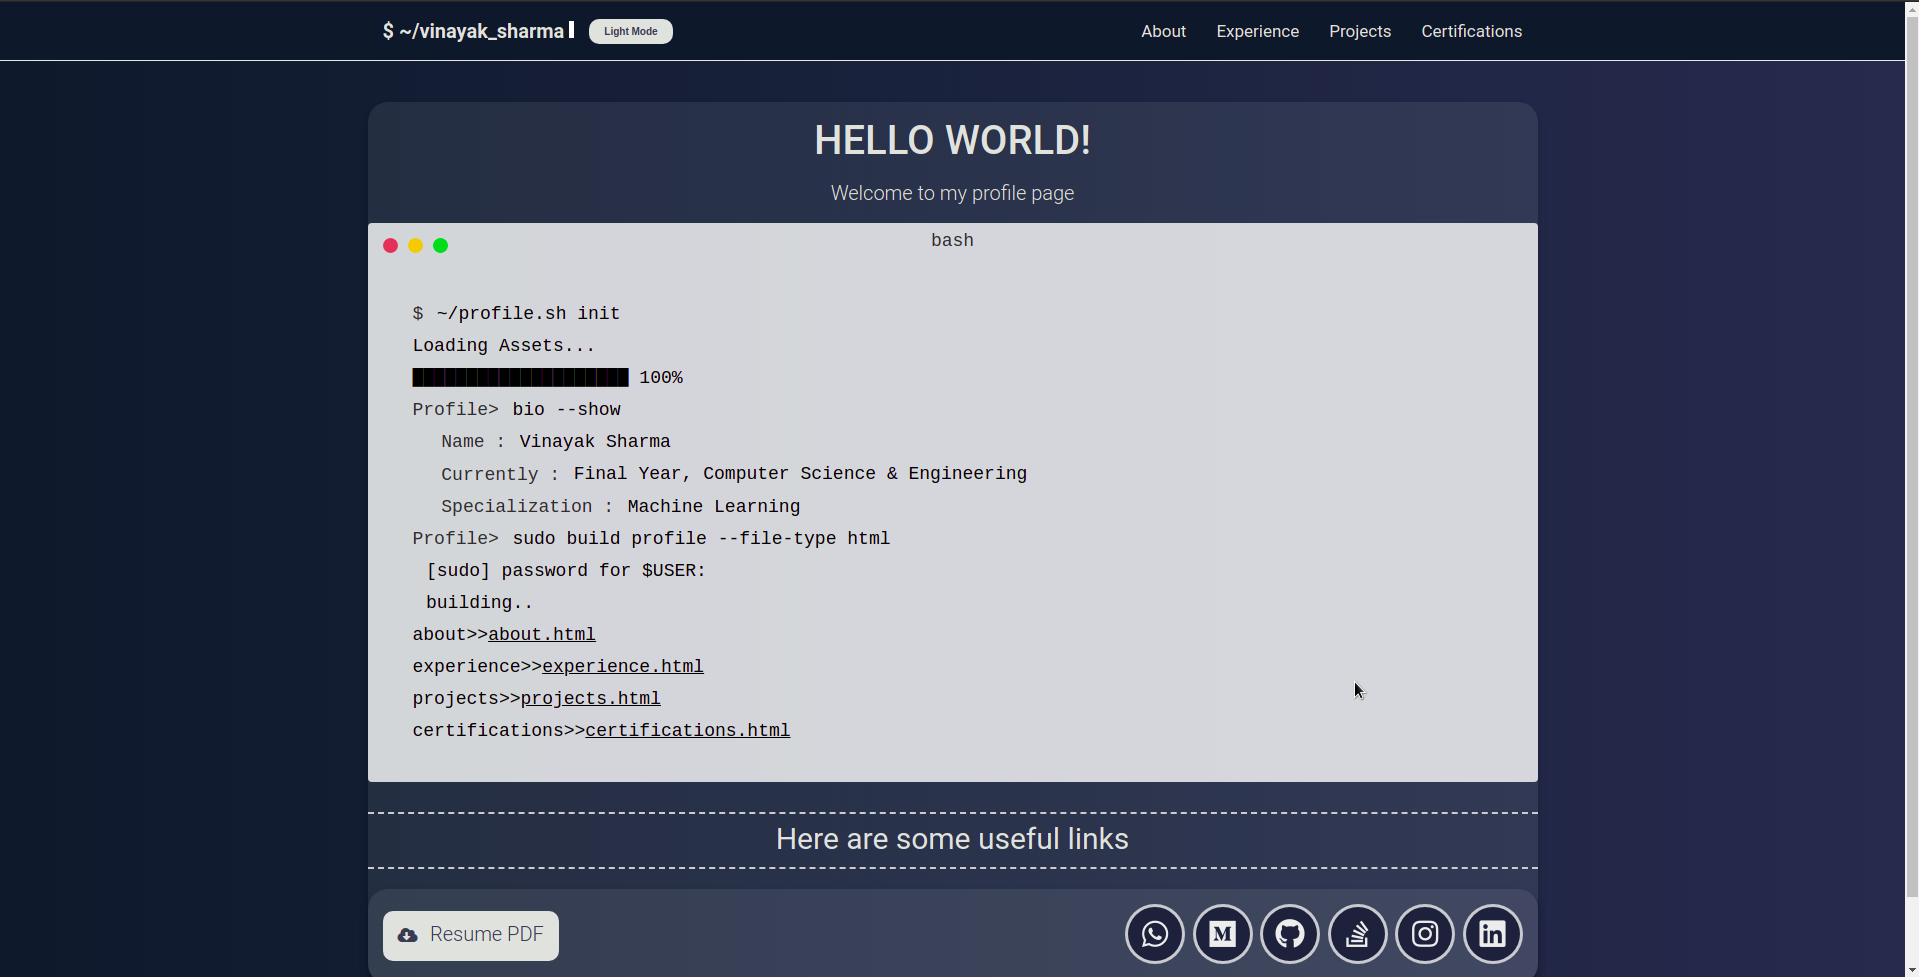 $ ~/vinayak_sharma
Light Mode
About Experience Projects Certifications
HELLO WORLD!
Welcome to my profile page
bash
$ ~/profile.sh init
Loading Assets...
████████████████████ 100%
Profile> bio --show
Name : Vinayak Sharma
Currently : Final Year, Computer Science & Engineering
Specialization : Machine Learning
Profile> sudo build profile --file-type html
[sudo] password for $USER:
building..
about>>about.html
experience>>experience.html
projects>>projects.html
certifications>>certifications.html
Here are some useful links
Resume PDF